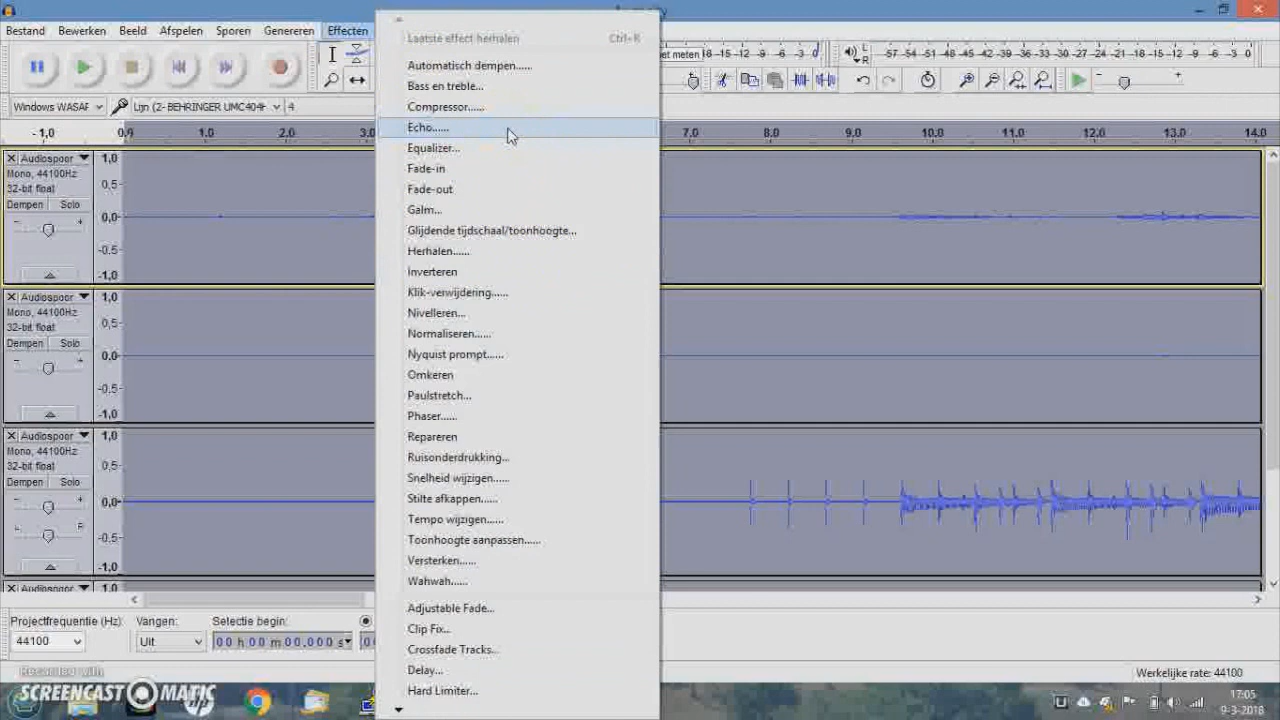 Bestand Bewerken Beeld Afspelen Sporen Genereren Effecten
Laatste effect herhalen Ctrl+R
Automatisch dempen......
Bass en treble...
Compressor......
Echo......
Equalizer...
Fade-in
Fade-out
Galm...
Glijdende tijdschaal/toonhoogte...
Herhalen......
Inverteren
Klik-verwijdering......
Nivelleren...
Normaliseren......
Nyquist prompt......
Omkeren
Paulstretch...
Phaser......
Repareren
Ruisonderdrukking...
Snelheid wijzigen......
Stilte afkappen......
Tempo wijzigen......
Toonhoogte aanpassen......
Versterken......
Wahwah......
Adjustable Fade...
Clip Fix...
Crossfade Tracks...
Delay...
Hard Limiter...
net meten -18 -15 -12 -9 -6 -3 0
L
R
-57 -54 -51 -48 -45 -42 -39 -36 -33 -30 -27 -24 -21 -18 -15 -12 -9 -6 -3 0
Windows WASAP Lijn (2- BEHRINGER UMC404H 4
-1,0 0,0 1.0 2.0 3.0 7.0 8.0 9.0 10.0 11.0 12.0 13.0 14.0
Audiospoor
Mono, 44100Hz
32-bit float
Dempen Solo
- +
1,0
0,5
0,0-
-0,5
-1,0
Audiospoor
Mono, 44100Hz
32-bit float
Dempen Solo
- +
1,0
0,5
0,0-
-0,5
-1,0
Audiospoor
Mono, 44100Hz
32-bit float
Dempen Solo
- +
1,0
0,5
0,0-
-0,5
-1,0
Audiospoor 1,0
Projectfrequentie (Hz): Vangen: Selectie begin:
44100 Uit 00 h 00 m 00.000 s
Werkelijke rate: 44100
Recorded with
SCREENCAST MATIC
17:05
9-3-2018